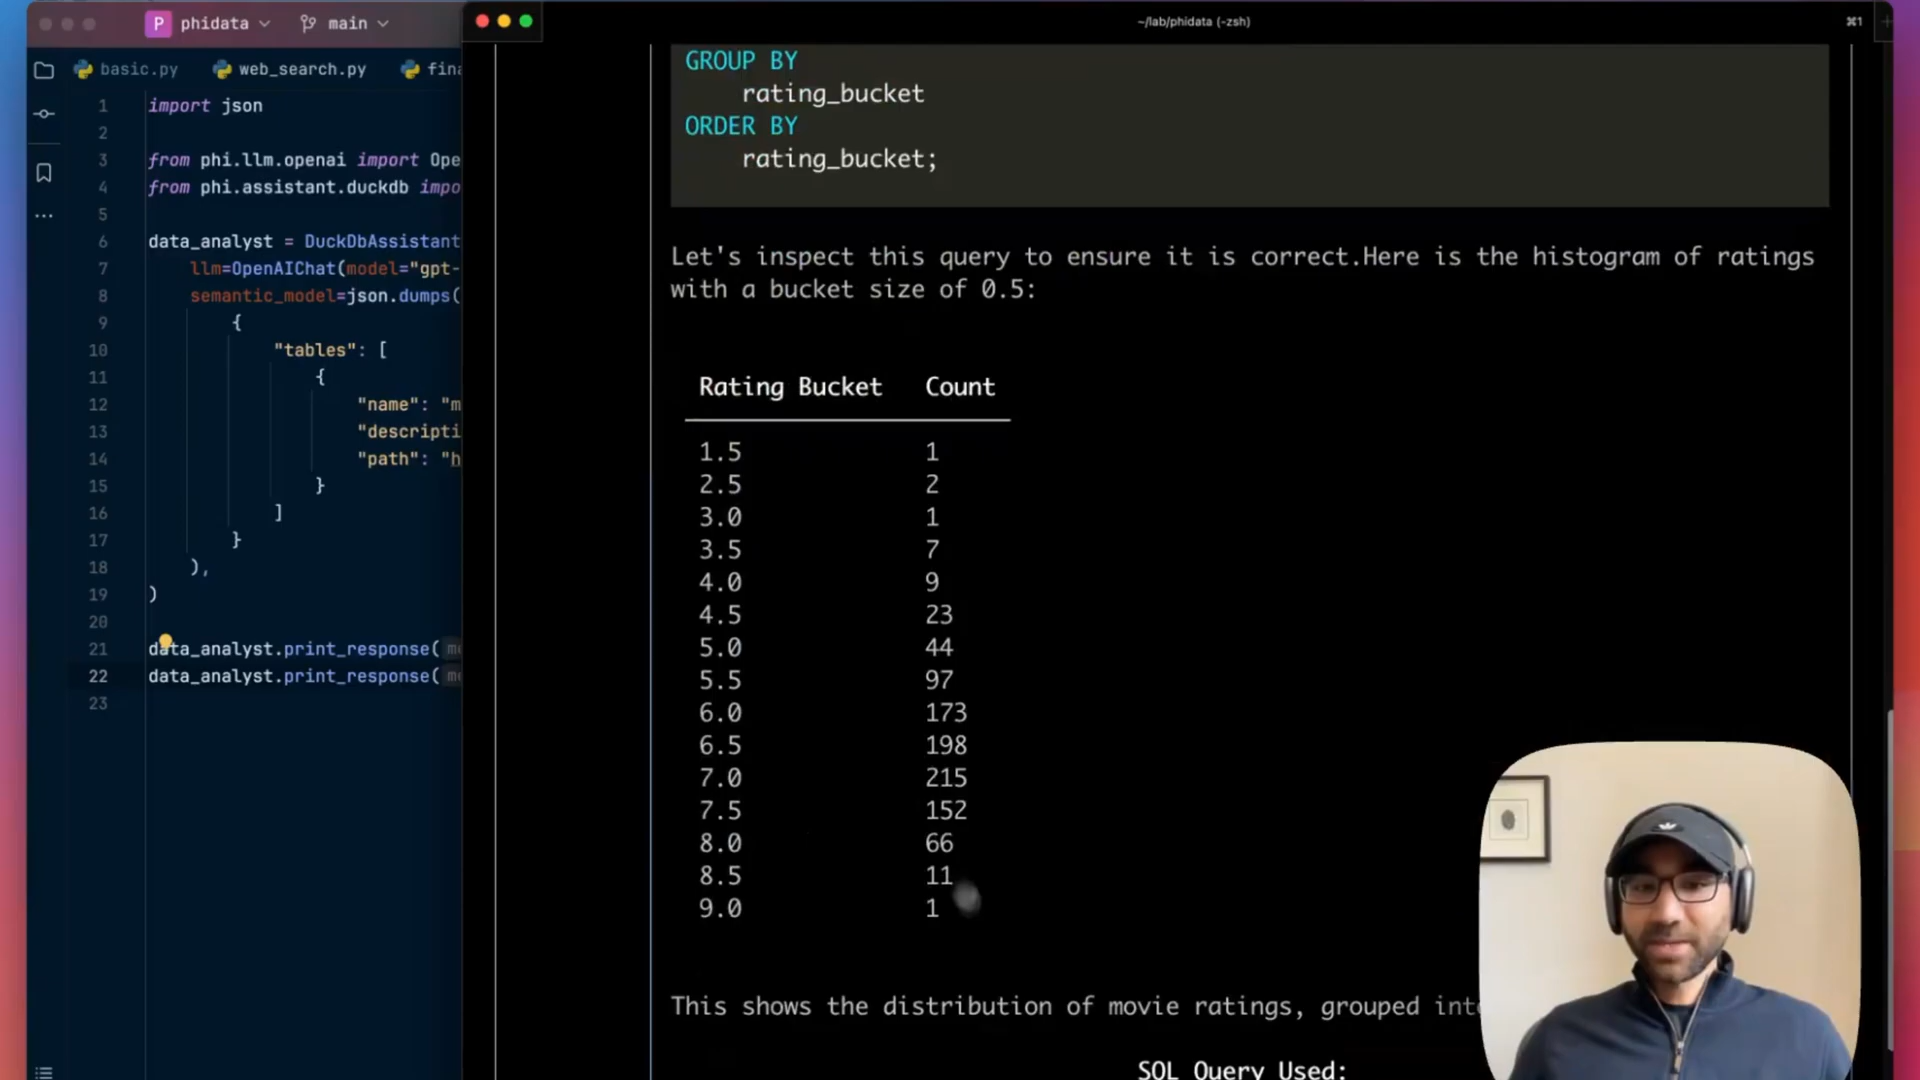 P phidata main
~/lab/phidata (-zsh)
⌘1
basic.py web_search.py fina
1 import json
2
3 from phi.llm.openai import Ope
4 from phi.assistant.duckdb impo
5
6 data_analyst = DuckDbAssistant
7 llm=OpenAIChat(model="gpt-
8 semantic_model=json.dumps(
9 {
10 "tables": [
11 {
12 "name": "m
13 "descripti
14 "path": "h
15 }
16 ]
17 }
18 ),
19 )
20
21 data_analyst.print_response(
22 data_analyst.print_response(
23
GROUP BY
rating_bucket
ORDER BY
rating_bucket;
Let's inspect this query to ensure it is correct.Here is the histogram of ratings
with a bucket size of 0.5:
Rating Bucket Count
1.5 1
2.5 2
3.0 1
3.5 7
4.0 9
4.5 23
5.0 44
5.5 97
6.0 173
6.5 198
7.0 215
7.5 152
8.0 66
8.5 11
9.0 1
This shows the distribution of movie ratings, grouped int
SQL Query Used: